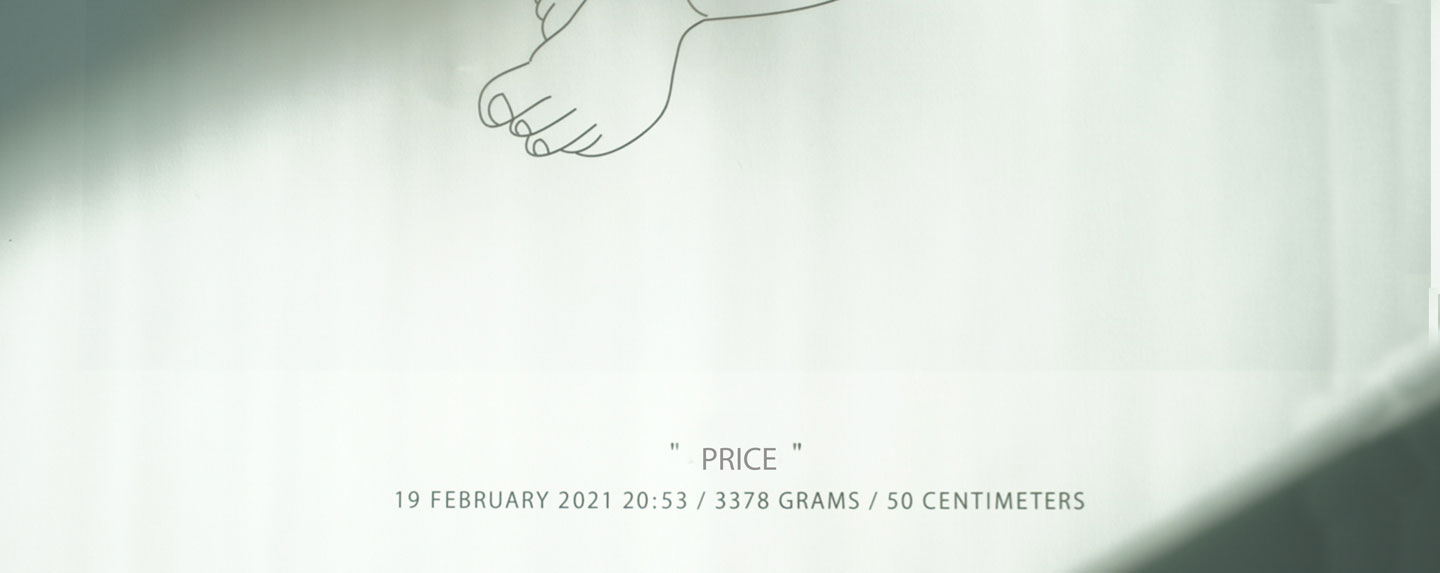 " PRICE "
19 FEBRUARY 2021 20:53 / 3378 GRAMS / 50 CENTIMETERS